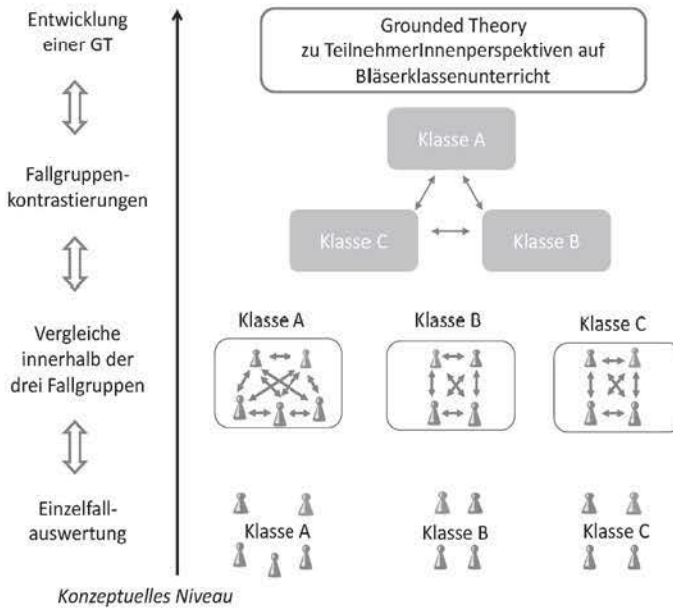 Entwicklung
einer GT
Grounded Theory
zu TeilnehmerInnenperspektiven auf
Bläserklassenunterricht
Fallgruppen-
kontrastierungen
Klasse A
Klasse C
Klasse B
Vergleiche
innerhalb der
drei Fallgruppen
Klasse A
Klasse B
Klasse C
Einzelfall-
auswertung
Klasse A
Klasse B
Klasse C
Konzeptuelles Niveau